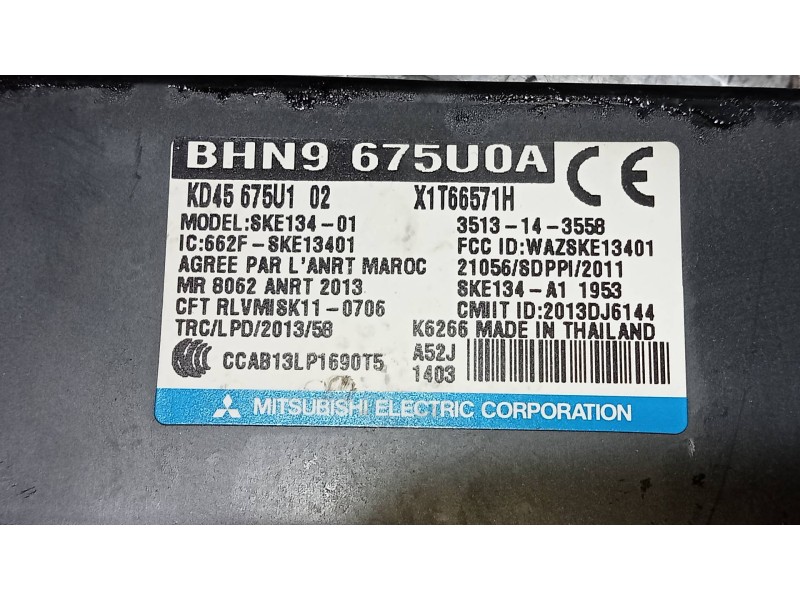 BHN9 675U0A
CE
KD45 675U1 02 X1T66571H
MODEL:SKE134-01 3513-14-3558
IC:662F-SKE13401 FCC ID:WAZSKE13401
AGREE PAR L'ANRT MAROC 21056/SDPPI/2011
MR 8062 ANRT 2013 SKE134-A1 1953
CFT RLVMISK11-0706 CMIIT ID:2013DJ6144
TRC/LPD/2013/58 K6266 MADE IN THAILAND
CCAB13LP1690T5 A52J
1403
MITSUBISHI ELECTRIC CORPORATION